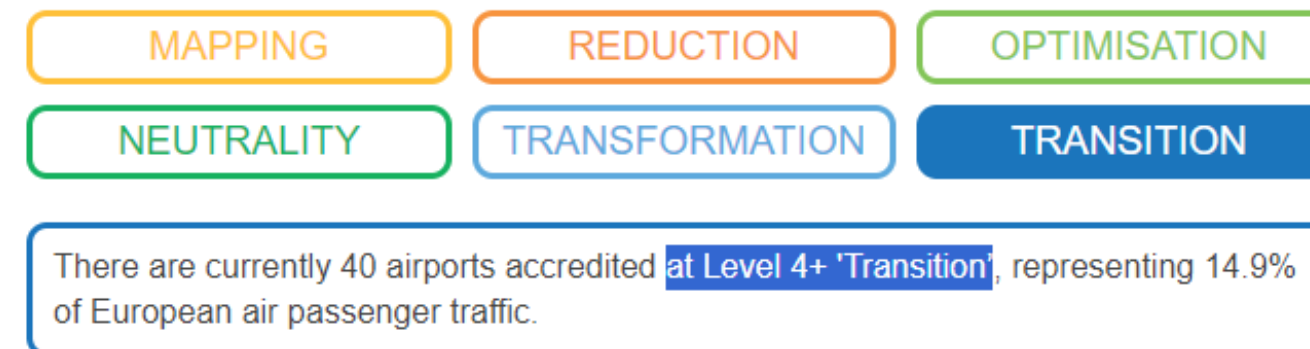 MAPPING REDUCTION OPTIMISATION
NEUTRALITY TRANSFORMATION TRANSITION
There are currently 40 airports accredited at Level 4+ 'Transition', representing 14.9%
of European air passenger traffic.